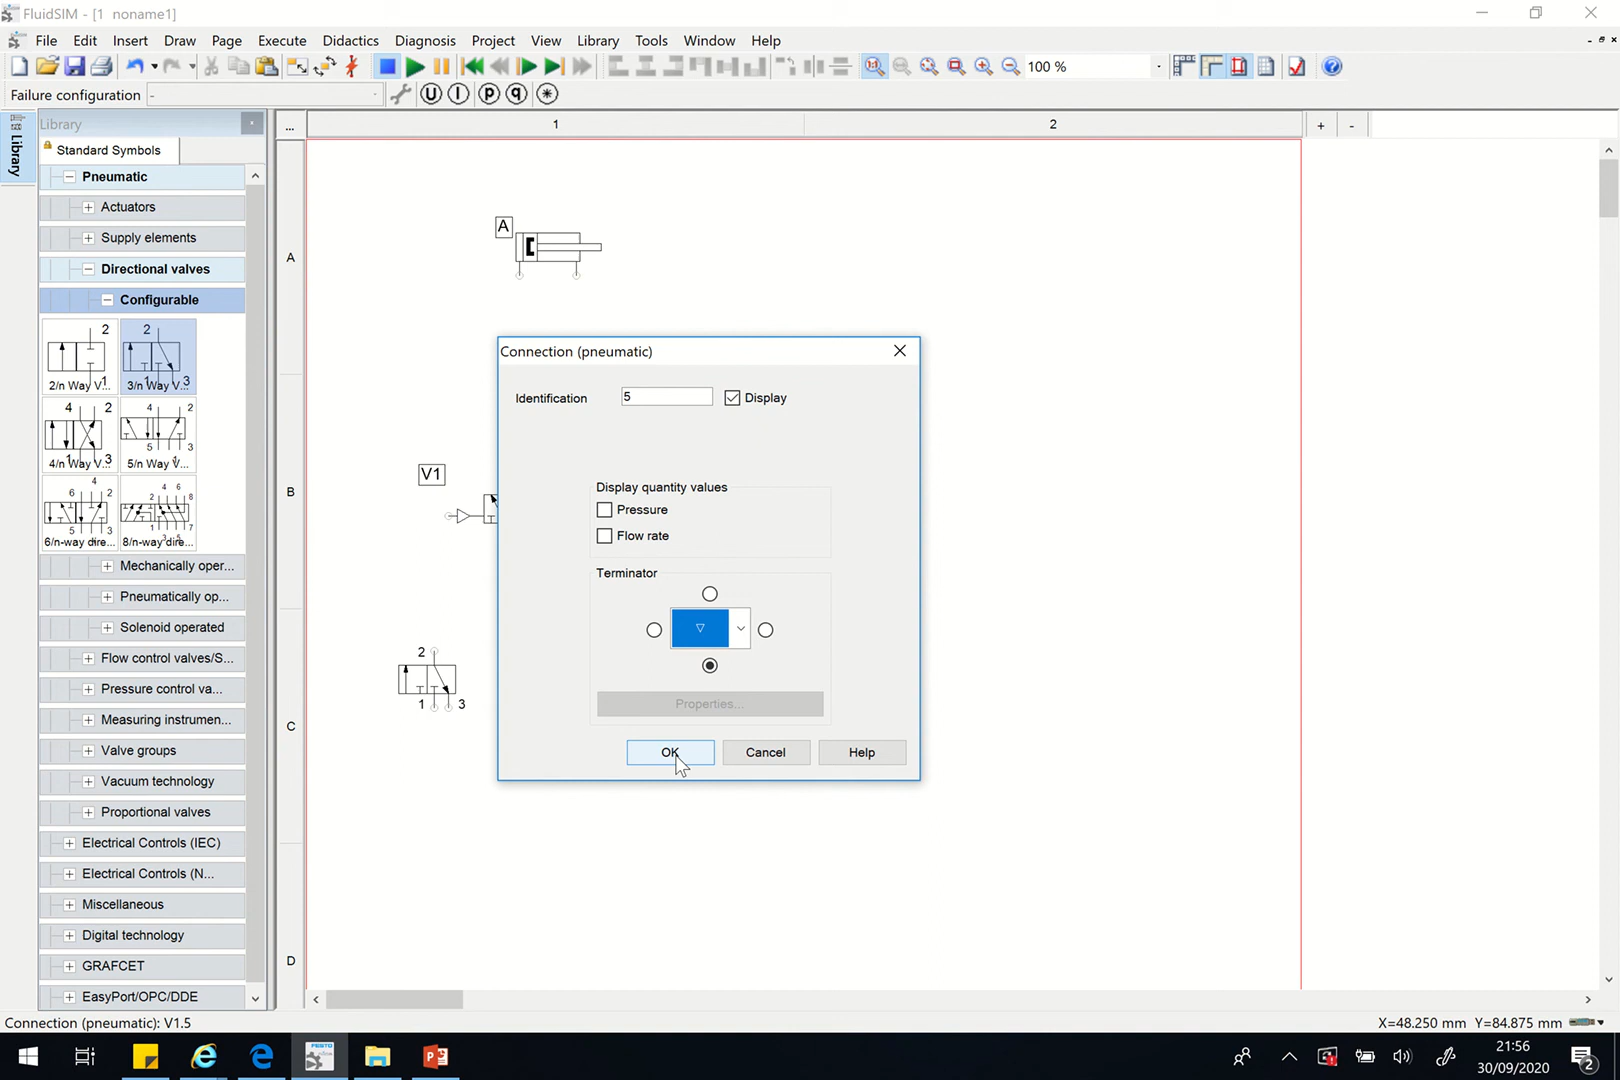 FluidSIM - [1 noname1]
File Edit Insert Draw Page Execute Didactics Diagnosis Project View Library Tools Window Help
100 %
Failure configuration -
U I p q
Library
Library
Standard Symbols
1 2 + -
...
Pneumatic
Actuators
Supply elements
Directional valves
Configurable
2/n Way V...
3/n Way V...
4/n Way V...
5/n Way V...
6/n-way dire...
8/n-way dire...
Mechanically oper...
Pneumatically op...
Solenoid operated
Flow control valves/S...
Pressure control va...
Measuring instrumen...
Valve groups
Vacuum technology
Proportional valves
Electrical Controls (IEC)
Electrical Controls (N...
Miscellaneous
Digital technology
GRAFCET
EasyPort/OPC/DDE
A
B
C
D
A
V1
2
1 3
Connection (pneumatic)
Identification 5 Display
Display quantity values
Pressure
Flow rate
Terminator
Properties...
OK Cancel Help
Connection (pneumatic): V1.5
X=48.250 mm Y=84.875 mm
FESTO
21:56
30/09/2020
2